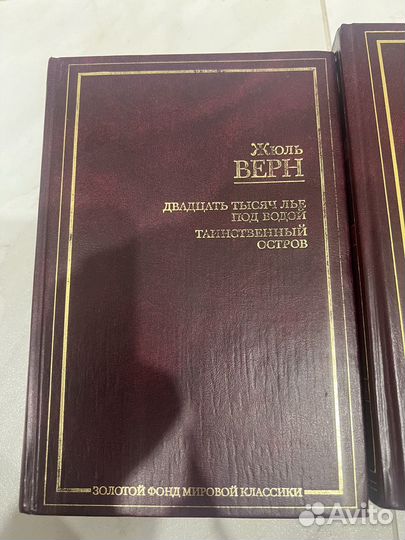 Жюль
ВЕРН
ДВАДЦАТЬ ТЫСЯЧ ЛЬЕ
ПОД ВОДОЙ
ТАИНСТВЕННЫЙ
ОСТРОВ
ЗОЛОТОЙ ФОНД МИРОВОЙ КЛАССИКИ
Avito